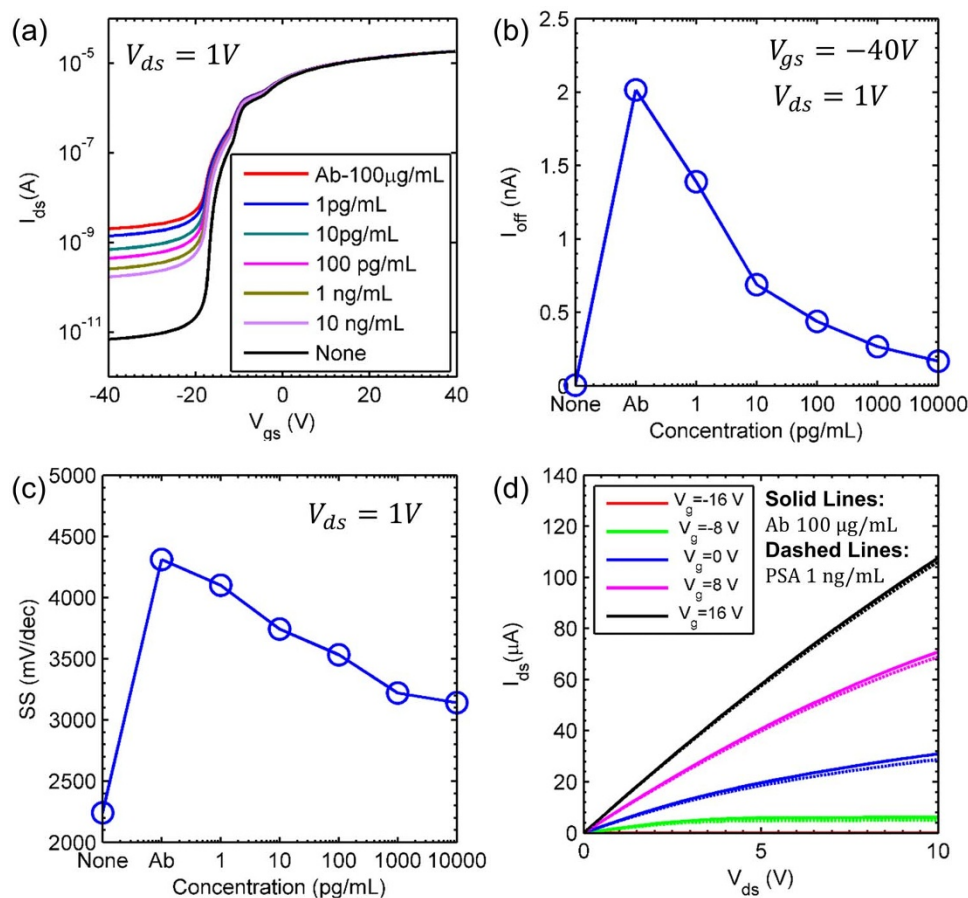 (a)
V_ds = 1V
10^-5
10^-7
10^-9
10^-11
I_ds(A)
Ab-100μg/mL
1pg/mL
10pg/mL
100 pg/mL
1 ng/mL
10 ng/mL
None
-40
-20
0
20
40
V_gs (V)
(b)
V_gs = −40V
V_ds = 1V
2.5
2
1.5
1
0.5
0
I_off (nA)
None
Ab
1
10
100
1000
10000
Concentration (pg/mL)
(c)
V_ds = 1V
5000
4500
4000
3500
3000
2500
2000
SS (mV/dec)
None
Ab
1
10
100
1000
10000
Concentration (pg/mL)
(d)
V_g=-16 V
V_g=-8 V
V_g=0 V
V_g=8 V
V_g=16 V
Solid Lines:
Ab 100 μg/mL
Dashed Lines:
PSA 1 ng/mL
140
120
100
80
60
40
20
0
I_ds(μA)
0
5
10
V_ds (V)